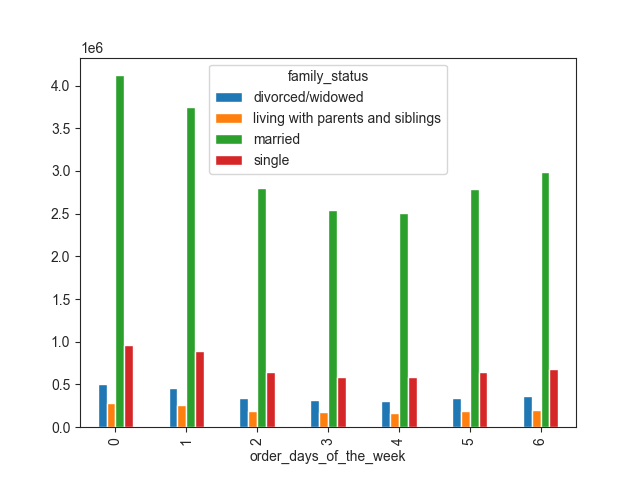 1e6
4.0
3.5
3.0
2.5
2.0
1.5
1.0
0.5
0.0
family_status
divorced/widowed
living with parents and siblings
married
single
0 1 2 3 4 5 6
order_days_of_the_week